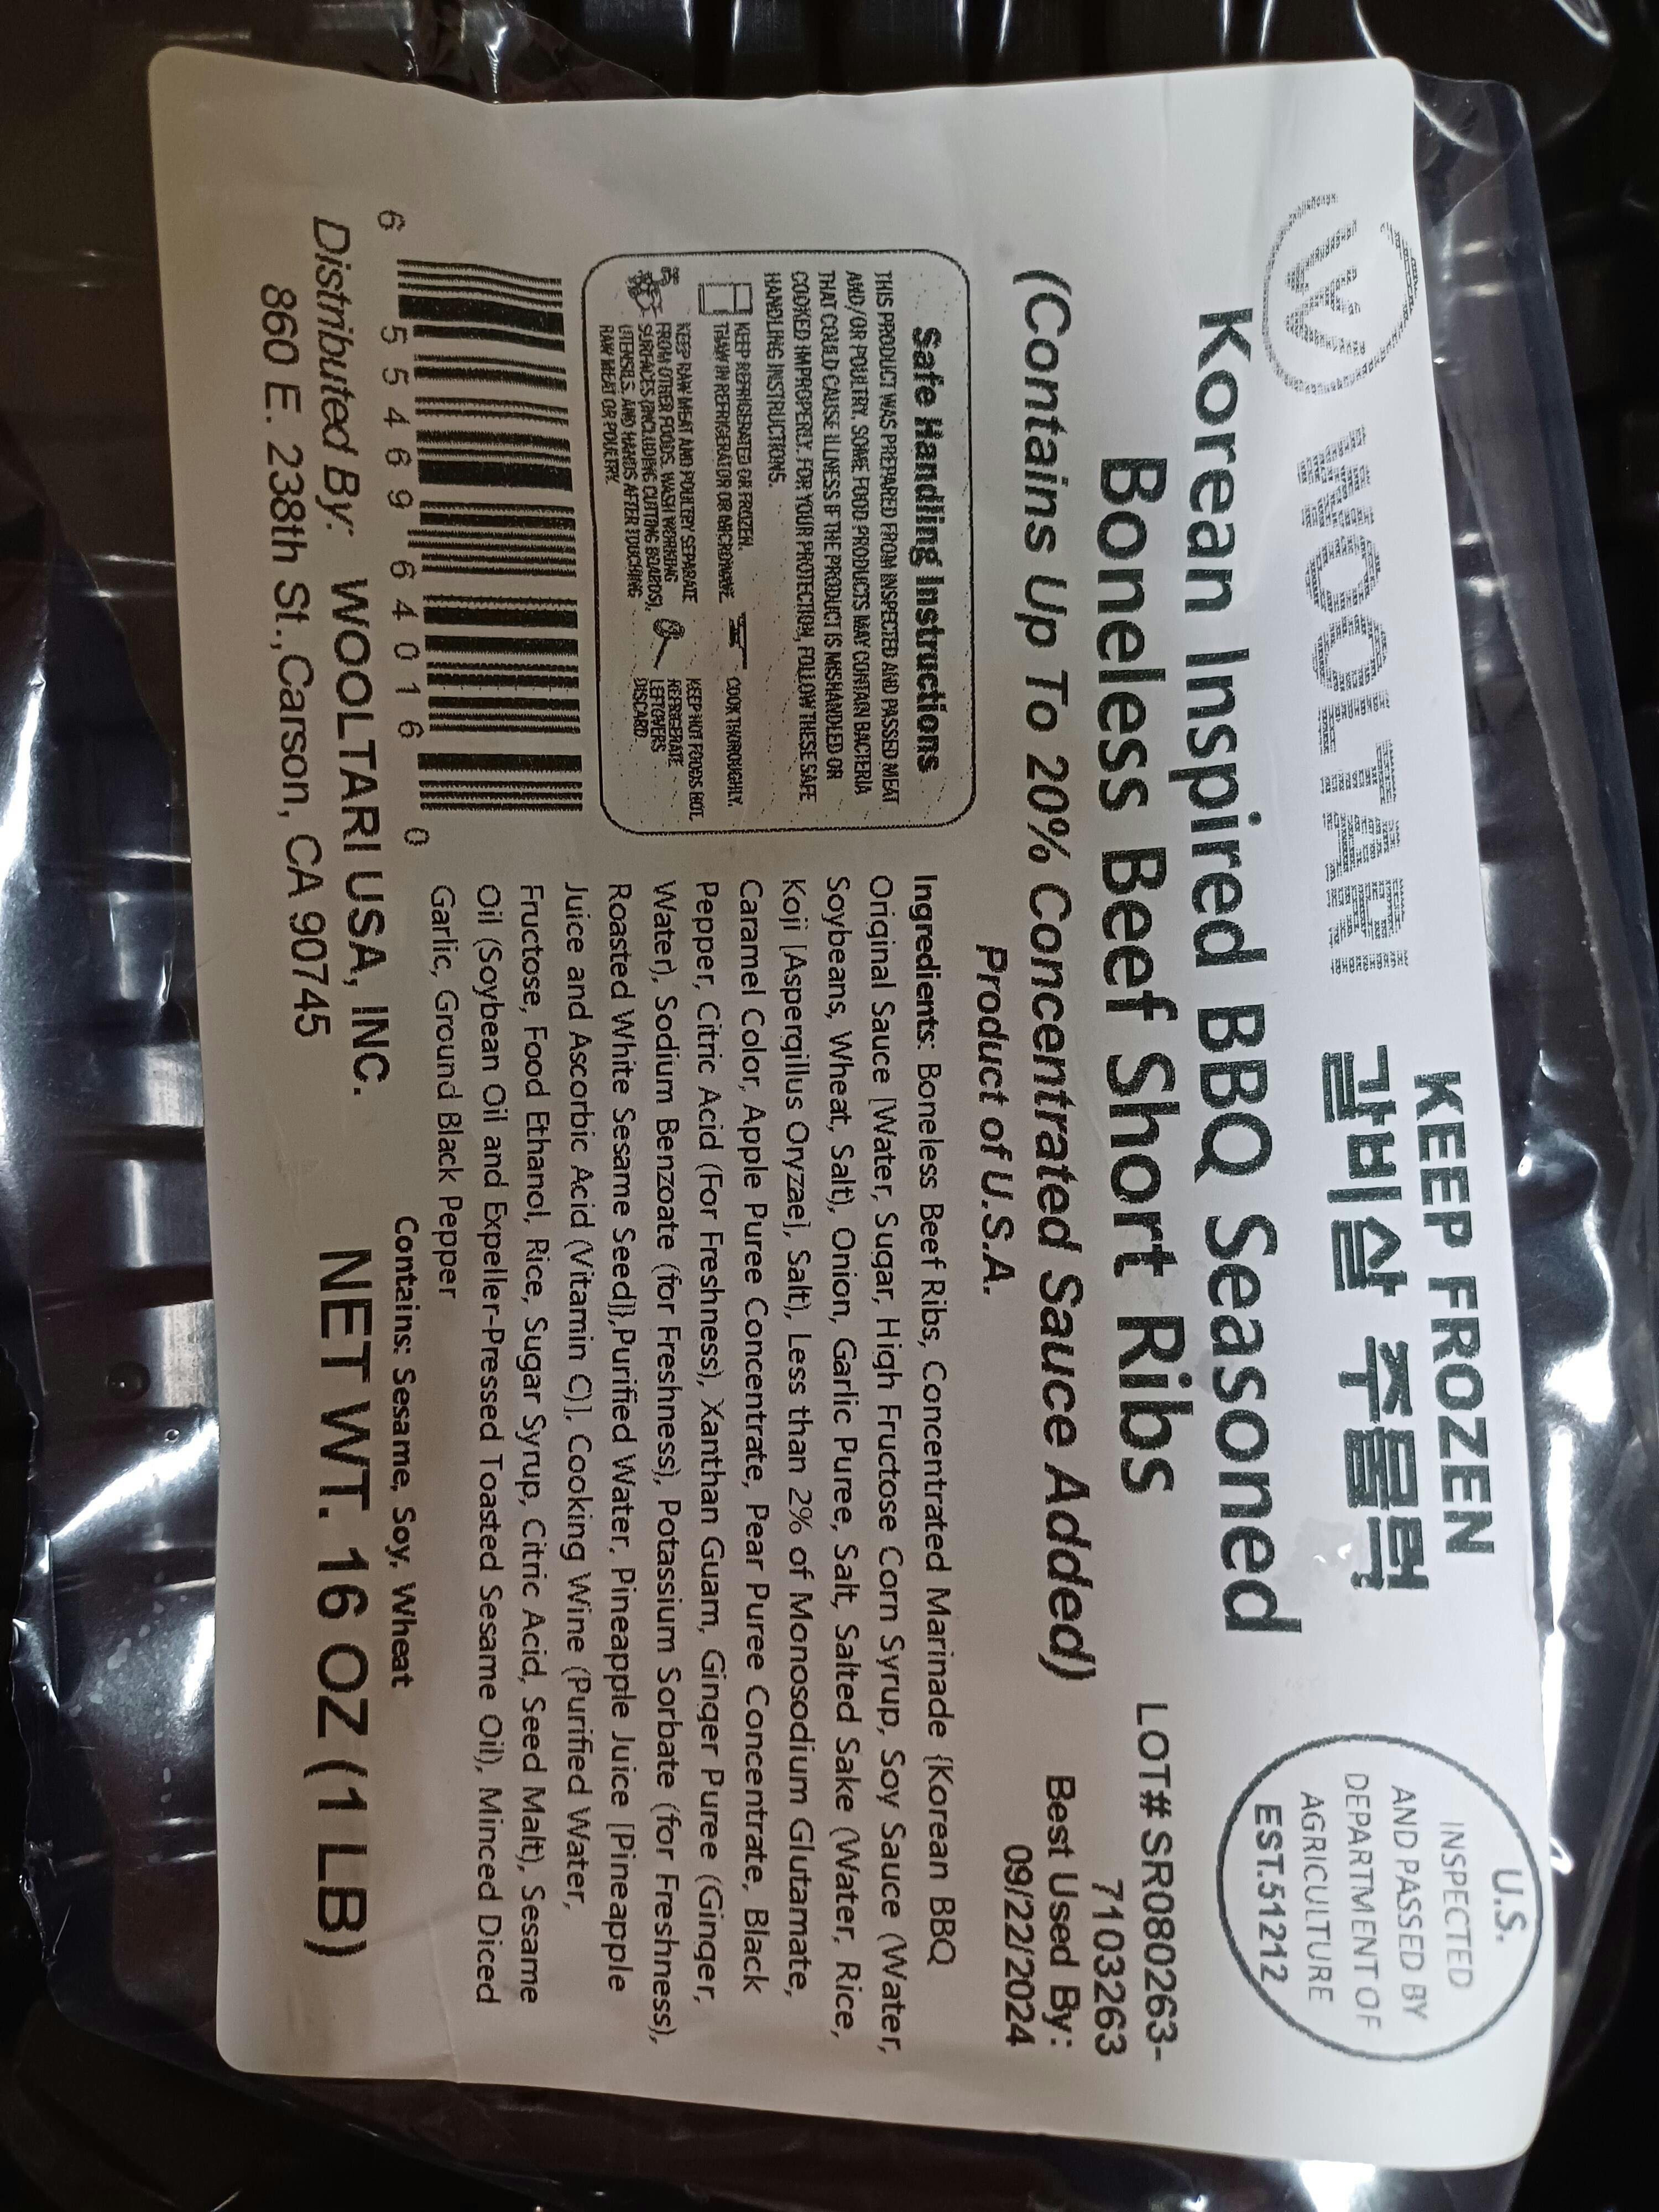 KEEP FROZEN
W WOOLTARI 갈비살 주물럭
Korean Inspired BBQ Seasoned
Boneless Beef Short Ribs
(Contains Up To 20% Concentrated Sauce Added)
Product of U.S.A.
U.S.
INSPECTED
AND PASSED BY
DEPARTMENT OF
AGRICULTURE
EST.51212
LOT# SR080263-
7103263
Best Used By:
09/22/2024
Safe Handling Instructions
THIS PRODUCT WAS PREPARED FROM INSPECTED AND PASSED MEAT
AND/OR POULTRY. SOME FOOD PRODUCTS MAY CONTAIN BACTERIA
THAT COULD CAUSE ILLNESS IF THE PRODUCT IS MISHANDLED OR
COOKED IMPROPERLY. FOR YOUR PROTECTION, FOLLOW THESE SAFE
HANDLING INSTRUCTIONS.
KEEP REFRIGERATED OR FROZEN.
THAW IN REFRIGERATOR OR MICROWAVE.
KEEP RAW MEAT AND POULTRY SEPARATE
FROM OTHER FOODS. WASH WORKING
SURFACES (INCLUDING CUTTING BOARDS),
UTENSILS, AND HANDS AFTER TOUCHING
RAW MEAT OR POULTRY.
COOK THOROUGHLY.
KEEP HOT FOODS HOT.
REFRIGERATE
LEFTOVERS
DISCARD.
Ingredients: Boneless Beef Ribs, Concentrated Marinade {Korean BBQ
Original Sauce [Water, Sugar, High Fructose Corn Syrup, Soy Sauce (Water,
Soybeans, Wheat, Salt), Onion, Garlic Puree, Salt, Salted Sake (Water, Rice,
Koji [Aspergillus Oryzae], Salt), Less than 2% of Monosodium Glutamate,
Caramel Color, Apple Puree Concentrate, Pear Puree Concentrate, Black
Pepper, Citric Acid (For Freshness), Xanthan Guam, Ginger Puree (Ginger,
Water), Sodium Benzoate (for Freshness), Potassium Sorbate (for Freshness),
Roasted White Sesame Seed]},Purified Water, Pineapple Juice [Pineapple
Juice and Ascorbic Acid (Vitamin C)], Cooking Wine (Purified Water,
Fructose, Food Ethanol, Rice, Sugar Syrup, Citric Acid, Seed Malt), Sesame
Oil (Soybean Oil and Expeller-Pressed Toasted Sesame Oil), Minced Diced
Garlic, Ground Black Pepper
Contains: Sesame, Soy, Wheat
6 55469 64016 0
Distributed By: WOOLTARI USA, INC.
860 E. 238th St.,Carson, CA 90745
NET WT. 16 OZ (1 LB)